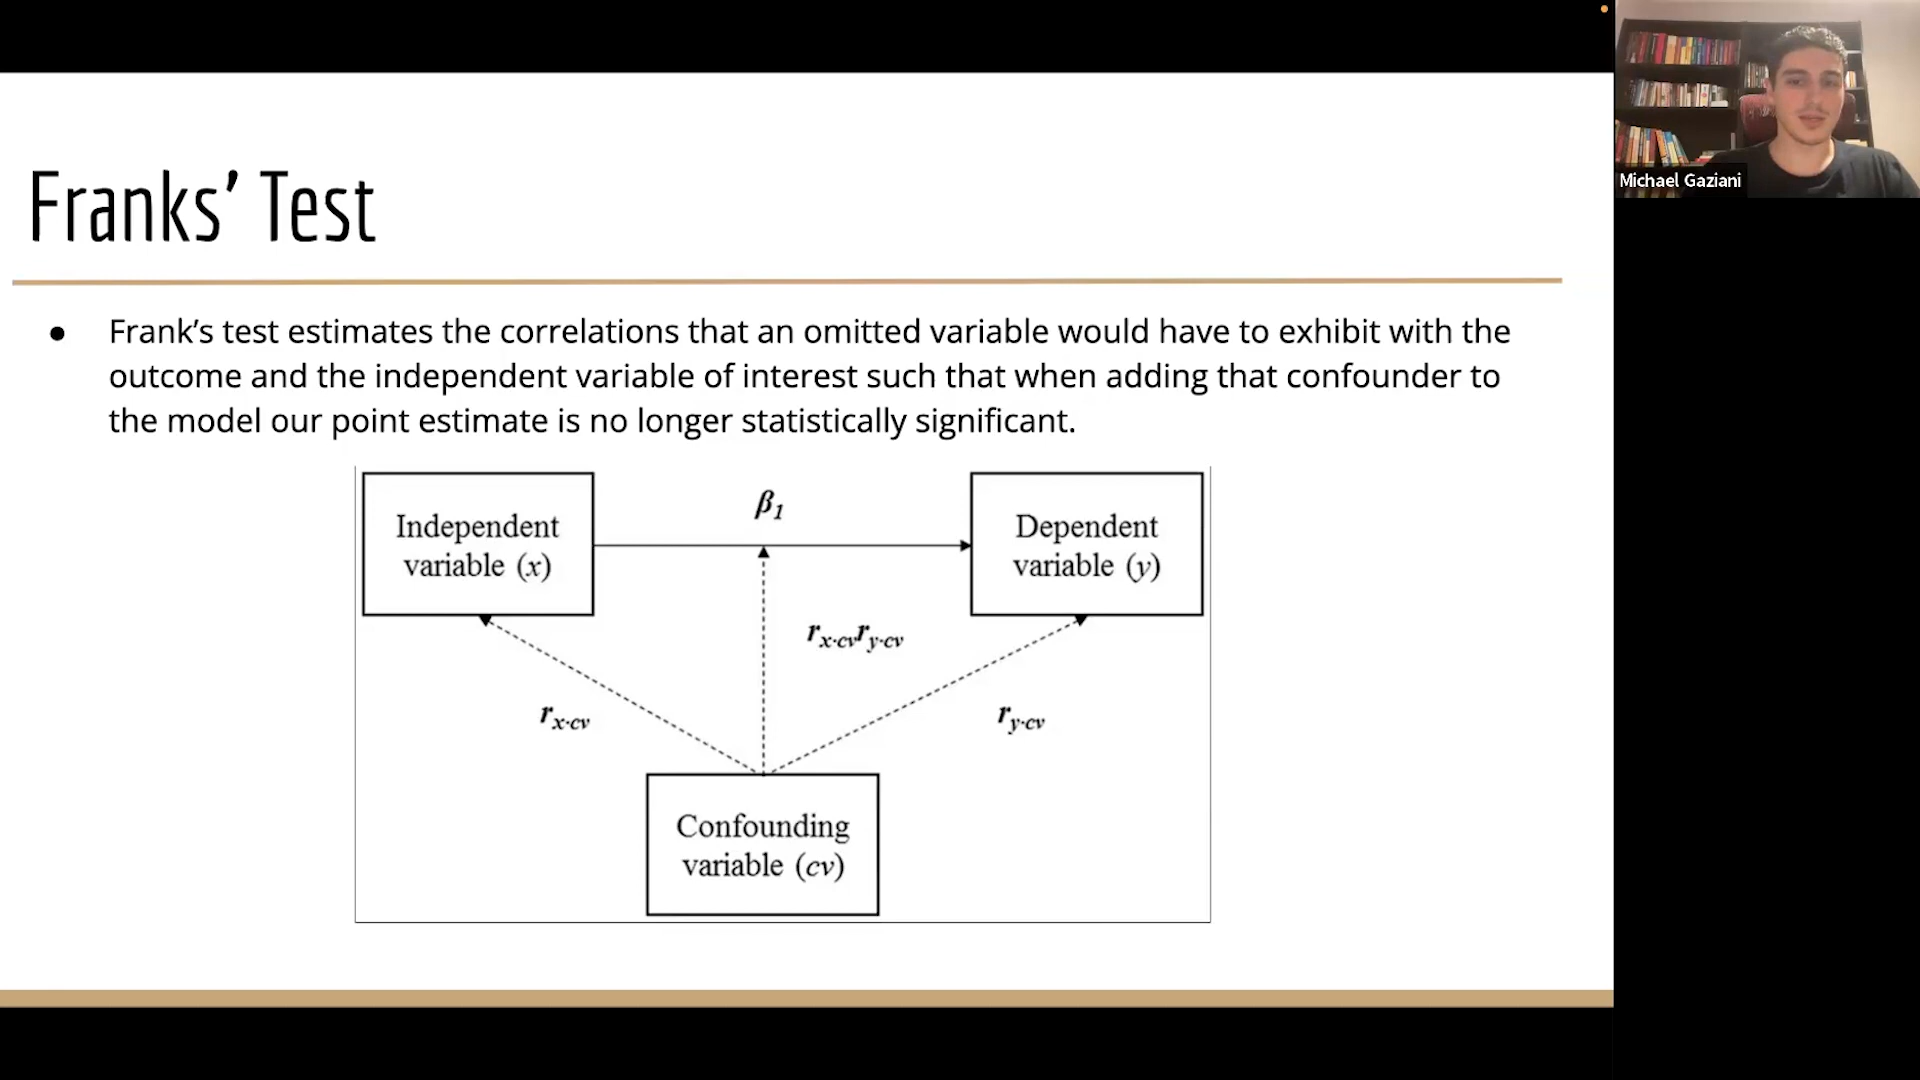 Franks’ Test
● Frank’s test estimates the correlations that an omitted variable would have to exhibit with the
outcome and the independent variable of interest such that when adding that confounder to
the model our point estimate is no longer statistically significant.
Independent
variable (x)
β1
Dependent
variable (y)
rx·cvry·cv
rx·cv
ry·cv
Confounding
variable (cv)
Michael Gaziani